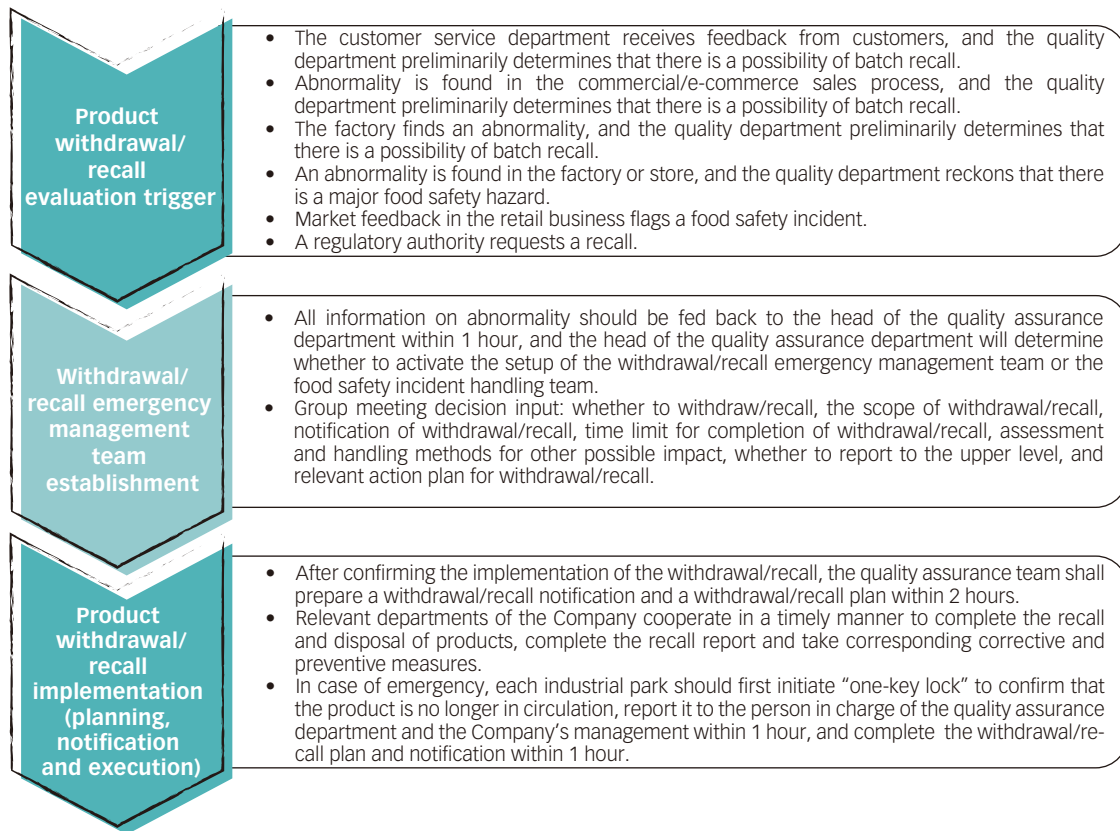 Product
withdrawal/
recall
evaluation trigger
• The customer service department receives feedback from customers, and the quality
department preliminarily determines that there is a possibility of batch recall.
• Abnormality is found in the commercial/e-commerce sales process, and the quality
department preliminarily determines that there is a possibility of batch recall.
• The factory finds an abnormality, and the quality department preliminarily determines that
there is a possibility of batch recall.
• An abnormality is found in the factory or store, and the quality department reckons that there
is a major food safety hazard.
• Market feedback in the retail business flags a food safety incident.
• A regulatory authority requests a recall.
Withdrawal/
recall emergency
management
team
establishment
• All information on abnormality should be fed back to the head of the quality assurance
department within 1 hour, and the head of the quality assurance department will determine
whether to activate the setup of the withdrawal/recall emergency management team or the
food safety incident handling team.
• Group meeting decision input: whether to withdraw/recall, the scope of withdrawal/recall,
notification of withdrawal/recall, time limit for completion of withdrawal/recall, assessment
and handling methods for other possible impact, whether to report to the upper level, and
relevant action plan for withdrawal/recall.
Product
withdrawal/
recall
implementation
(planning,
notification
and execution)
• After confirming the implementation of the withdrawal/recall, the quality assurance team shall
prepare a withdrawal/recall notification and a withdrawal/recall plan within 2 hours.
• Relevant departments of the Company cooperate in a timely manner to complete the recall
and disposal of products, complete the recall report and take corresponding corrective and
preventive measures.
• In case of emergency, each industrial park should first initiate “one-key lock” to confirm that
the product is no longer in circulation, report it to the person in charge of the quality assurance
department and the Company’s management within 1 hour, and complete the withdrawal/re-
call plan and notification within 1 hour.